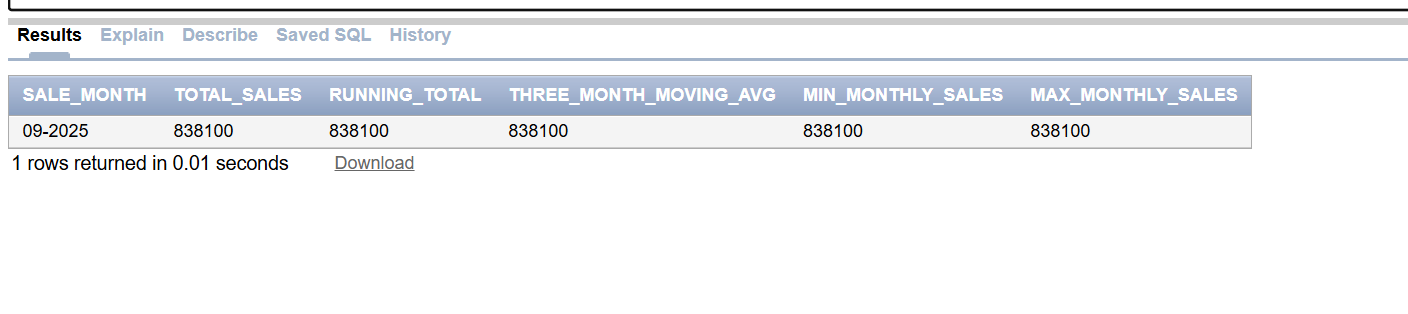 Results Explain Describe Saved SQL History
SALE_MONTH TOTAL_SALES RUNNING_TOTAL THREE_MONTH_MOVING_AVG MIN_MONTHLY_SALES MAX_MONTHLY_SALES
09-2025 838100 838100 838100 838100 838100
1 rows returned in 0.01 seconds Download